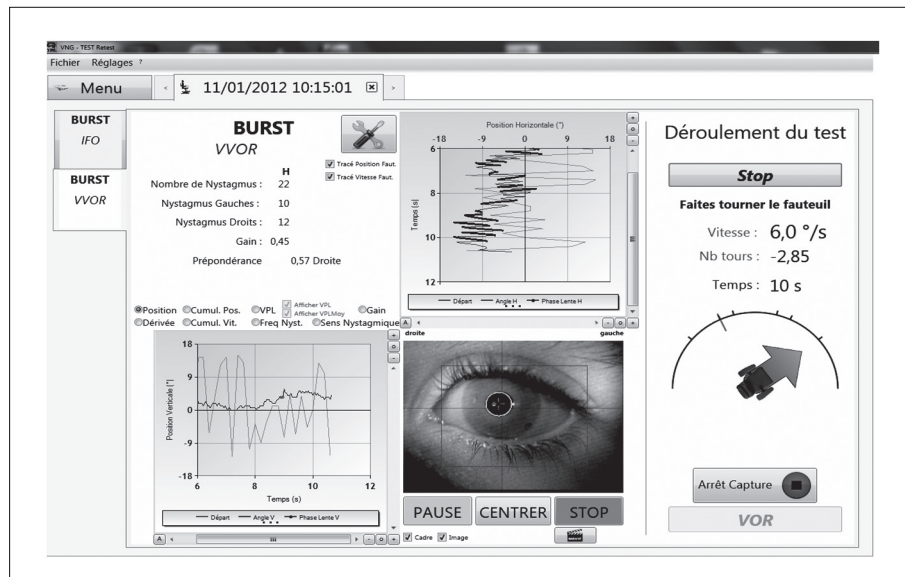 VNG - TEST Retest
Fichier Réglages ?
Menu
11/01/2012 10:15:01
BURST
IFO
BURST
VVOR
BURST
VVOR
Tracé Position Faut.
Tracé Vitesse Faut.
H
Nombre de Nystagmus : 22
Nystagmus Gauches : 10
Nystagmus Droits : 12
Gain : 0,45
Prépondérance 0,57 Droite
Position Cumul. Pos. VPL Afficher VPL Afficher VPLMoy Gain
Dérivée Cumul. Vit. Freq Nyst. Sens Nystagmique
Position Horizontale (°)
-18 -9 0 9 18
6
8
10
12
Temps (s)
Départ Angle H Phase Lente H
droite gauche
18
9
0
-9
-18
Position Verticale (°)
6 8 10 12
Temps (s)
Départ Angle V Phase Lente V
A
A
PAUSE CENTRER STOP
Cadre Image
Déroulement du test
Stop
Faites tourner le fauteuil
Vitesse : 6,0 °/s
Nb tours : -2,85
Temps : 10 s
Arrêt Capture
VOR